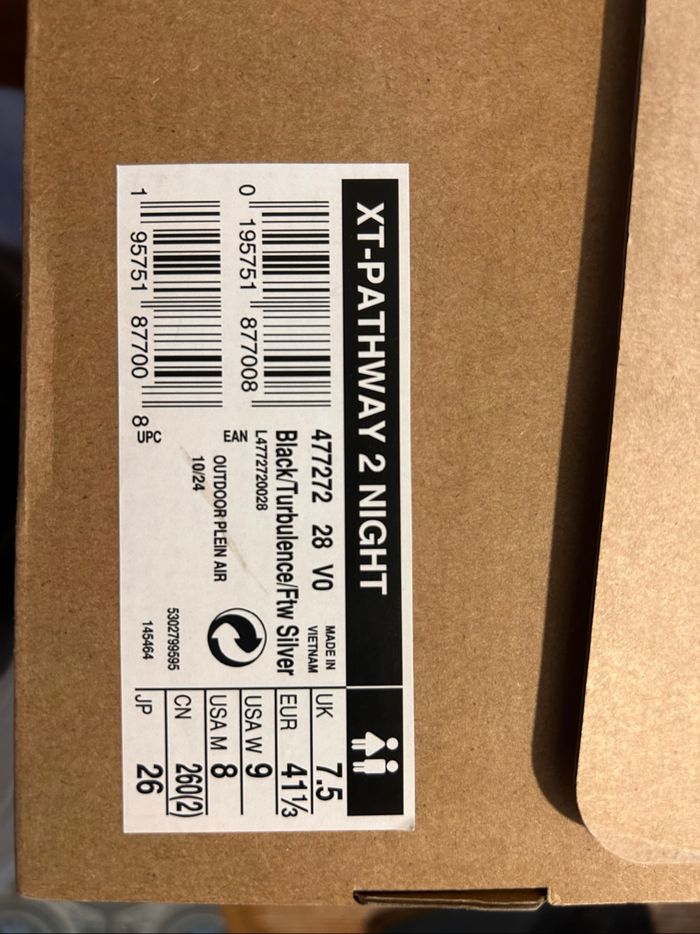 XT-PATHWAY 2 NIGHT
0 195751 877008
1 95751 87700 8
UPC
EAN
477272 28 V0
Black/Turbulence/Ftw Silver
L4772720028
OUTDOOR/PLEIN AIR
10/24
MADE IN
VIETNAM
5302799595
145464
UK 7.5
EUR 41⅓
USA W 9
USA M 8
CN 260(2)
JP 26